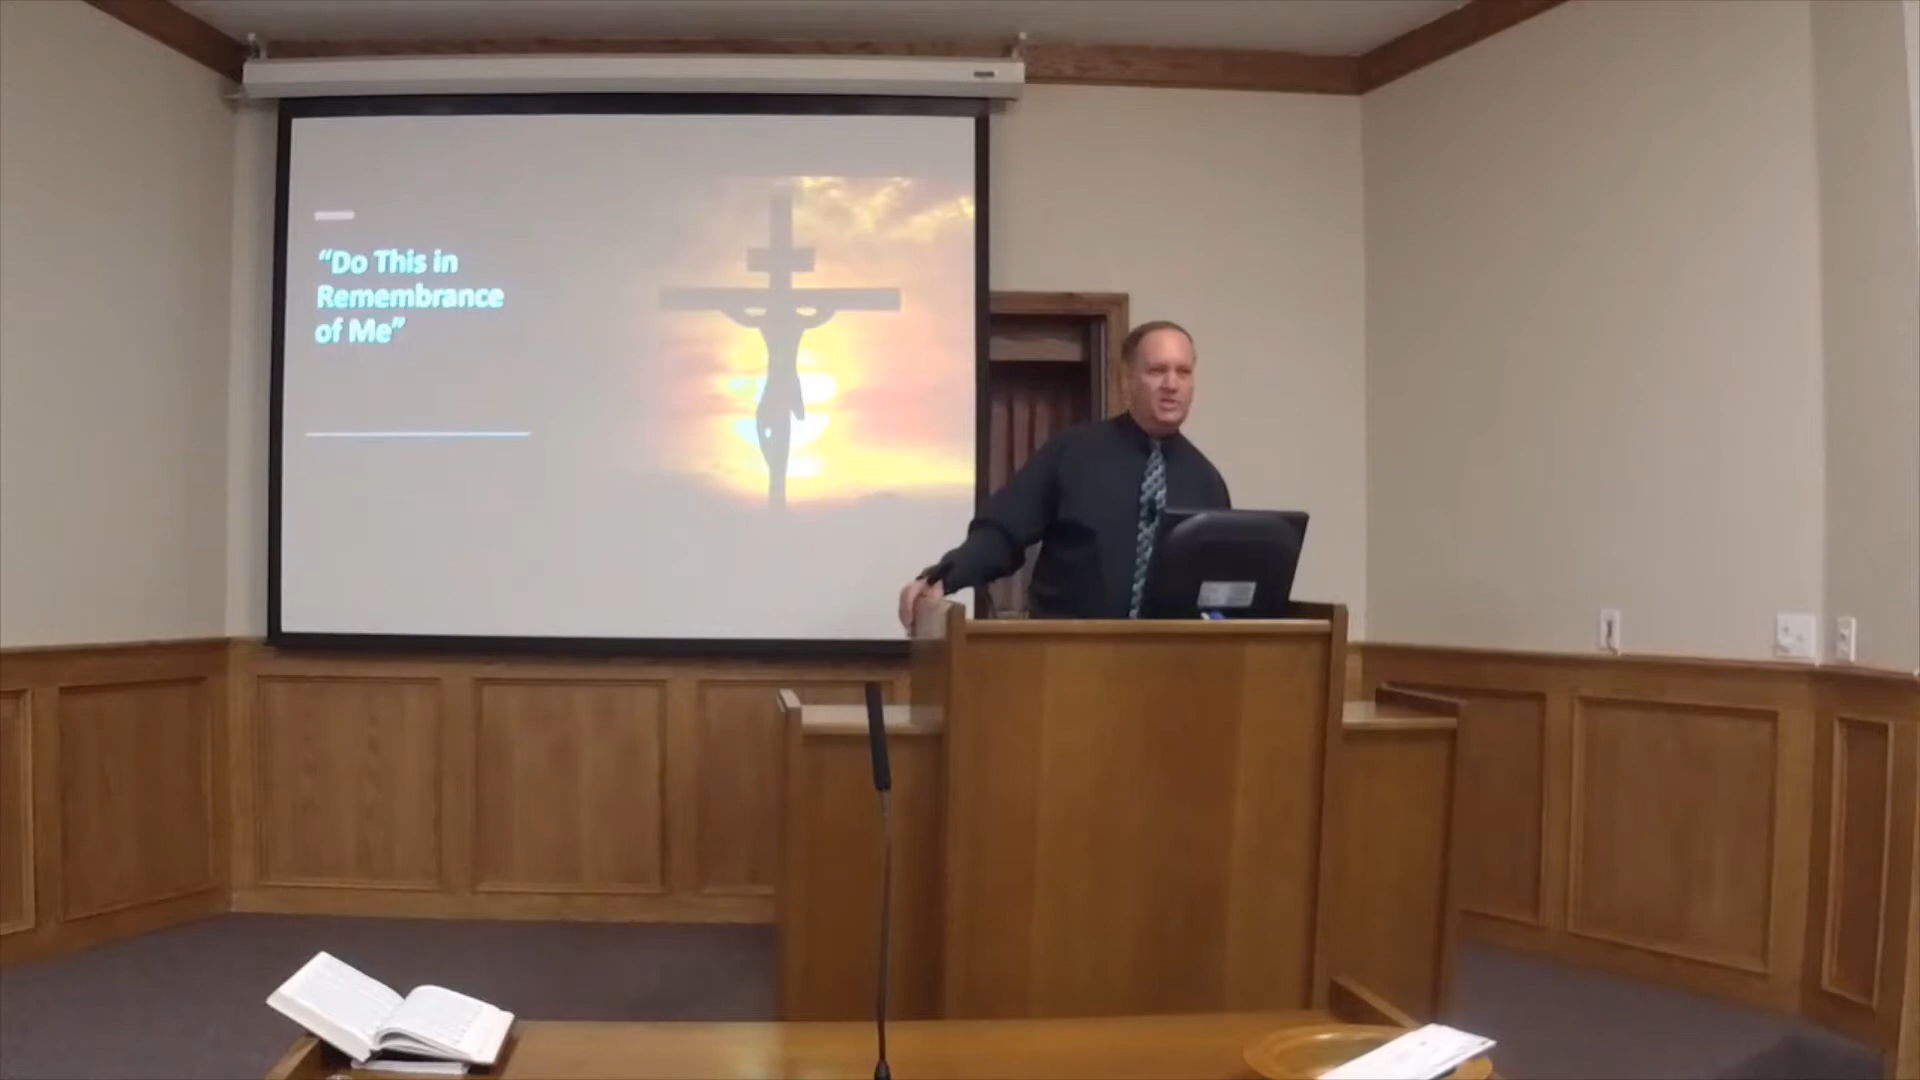 “Do This in
Remembrance
of Me”